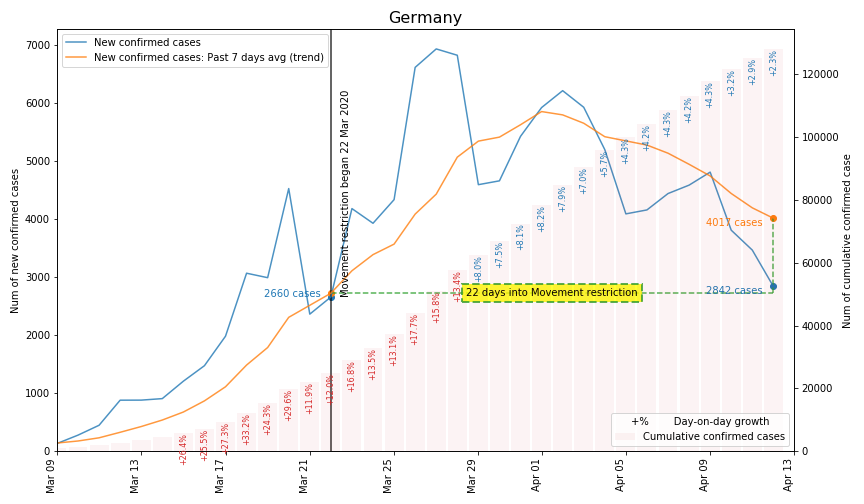 Germany
New confirmed cases
New confirmed cases: Past 7 days avg (trend)
Num of new confirmed cases
7000
6000
5000
4000
3000
2000
1000
0
120000
100000
80000
60000
40000
20000
0
Num of cumulative confirmed case
Movement restriction began 22 Mar 2020
2660 cases
22 days into Movement restriction
4017 cases
2842 cases
+26.4%
+25.5%
+27.3%
+33.2%
+24.3%
+29.6%
+11.9%
+12.0%
+16.8%
+13.5%
+13.1%
+17.7%
+15.8%
+13.4%
+8.0%
+7.5%
+8.1%
+8.2%
+7.9%
+7.0%
+5.7%
+4.3%
+4.2%
+4.3%
+4.2%
+4.3%
+3.2%
+2.9%
+2.3%
+% Day-on-day growth
Cumulative confirmed cases
Mar 09
Mar 13
Mar 17
Mar 21
Mar 25
Mar 29
Apr 01
Apr 05
Apr 09
Apr 13